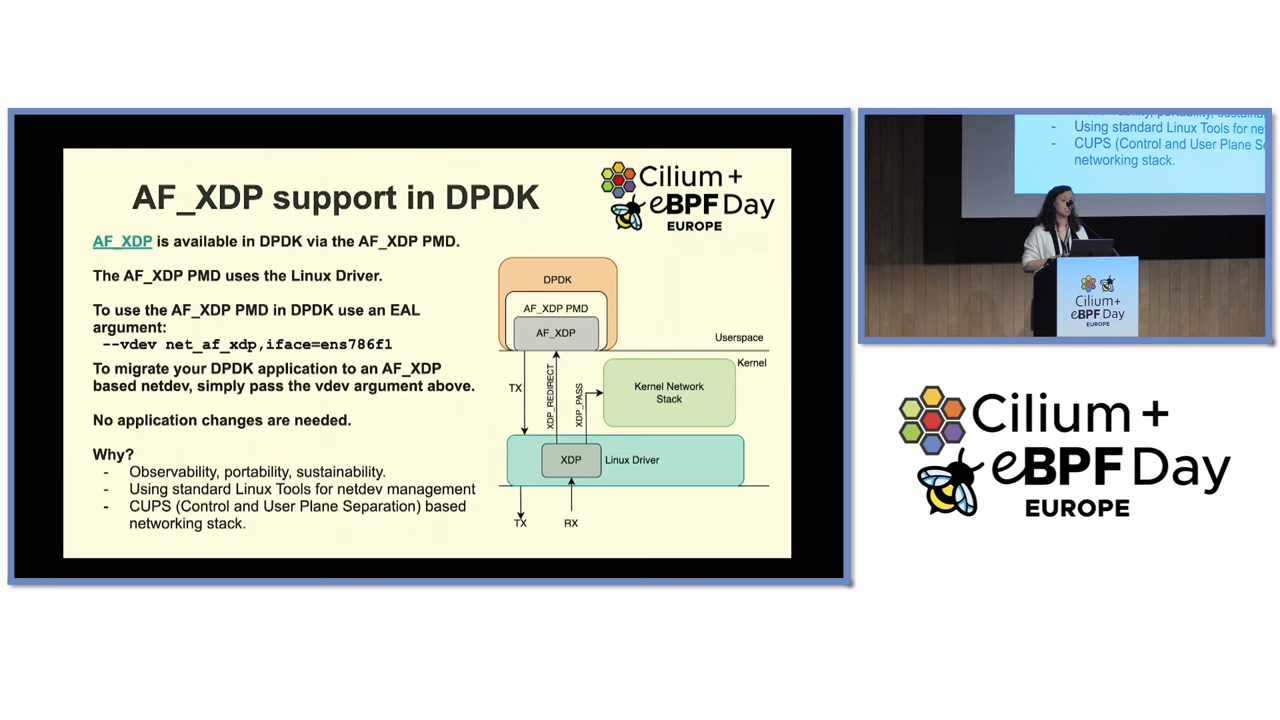 AF_XDP support in DPDK
Cilium +
eBPF Day
EUROPE
AF_XDP is available in DPDK via the AF_XDP PMD.
The AF_XDP PMD uses the Linux Driver.
To use the AF_XDP PMD in DPDK use an EAL
argument:
--vdev net_af_xdp,iface=ens786f1
To migrate your DPDK application to an AF_XDP
based netdev, simply pass the vdev argument above.
No application changes are needed.
Why?
- Observability, portability, sustainability.
- Using standard Linux Tools for netdev management
- CUPS (Control and User Plane Separation) based
networking stack.
DPDK
AF_XDP PMD
AF_XDP
Userspace
Kernel
TX
XDP_REDIRECT
XDP_PASS
Kernel Network
Stack
XDP
Linux Driver
TX
RX
- Using standard Linux Tools for
- CUPS (Control and User Plane
networking stack.
Cilium +
eBPF Day
EUROPE
Cilium +
eBPF Day
EUROPE